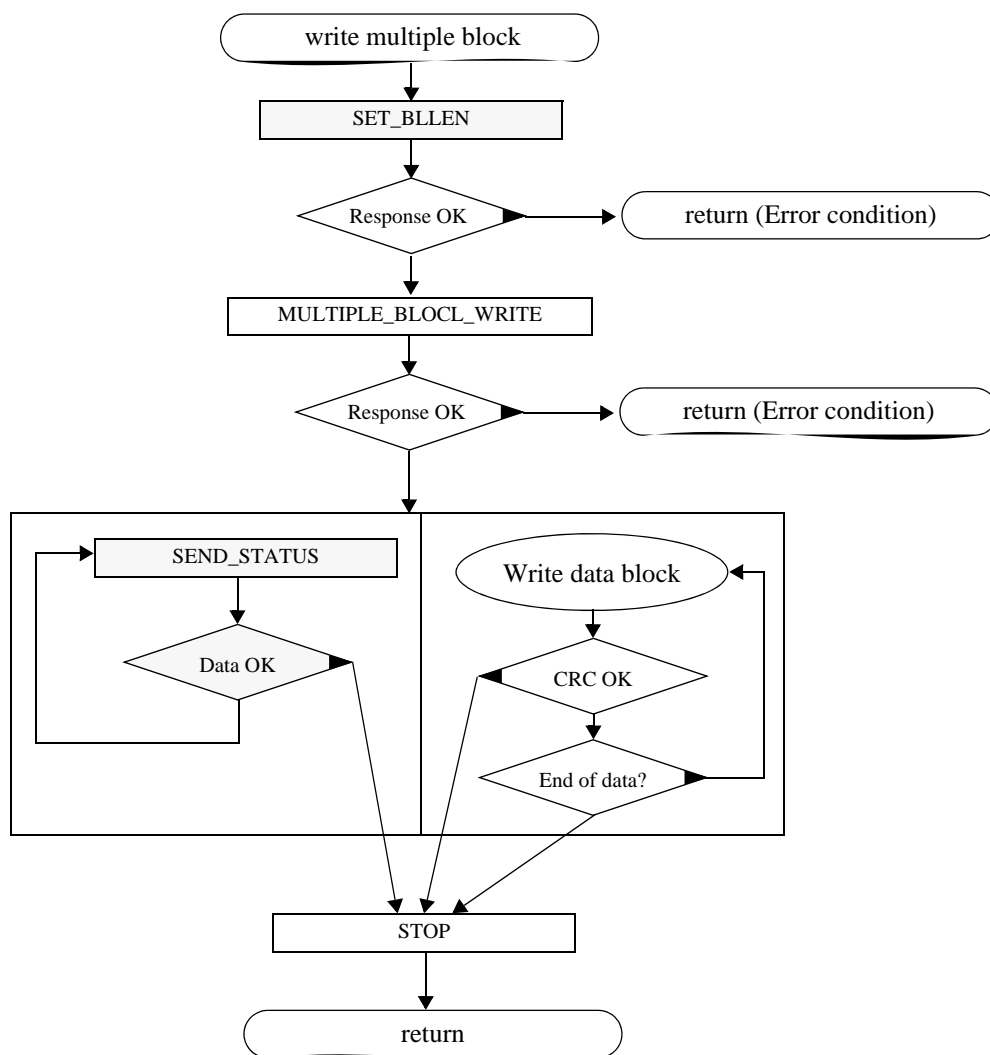 write multiple block
SET_BLLEN
Response OK
return (Error condition)
MULTIPLE_BLOCL_WRITE
Response OK
return (Error condition)
SEND_STATUS
Data OK
Write data block
CRC OK
End of data?
STOP
return